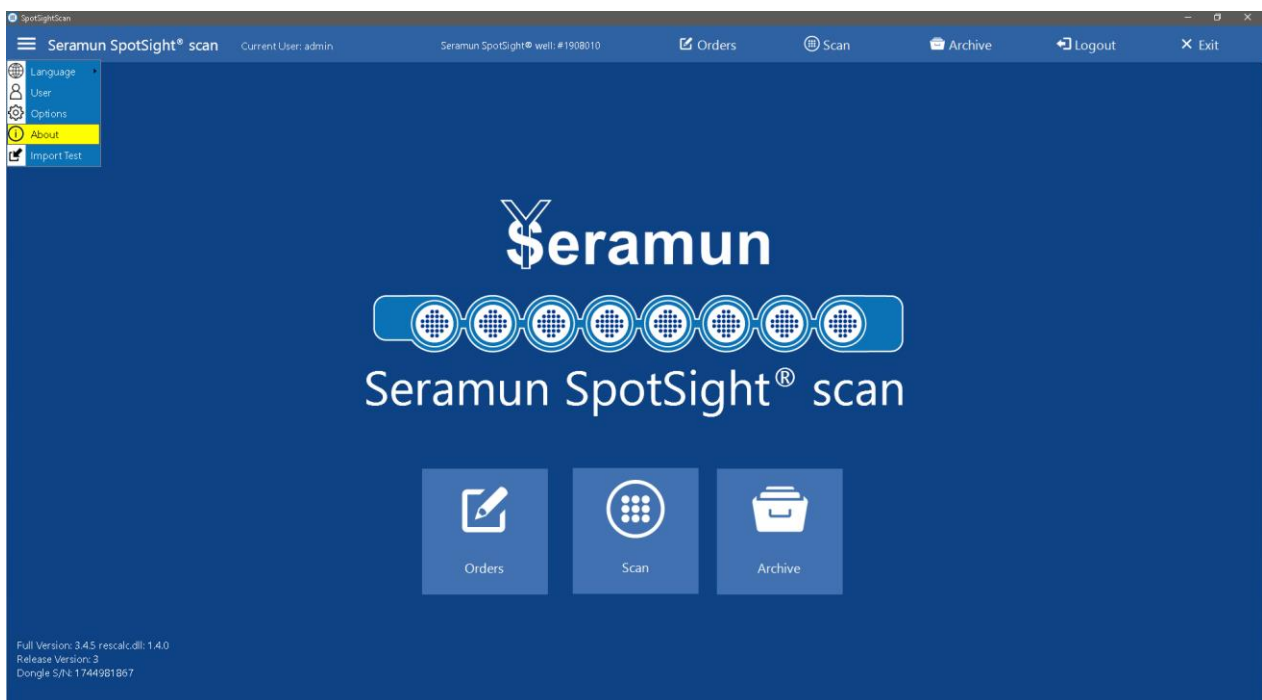 SpotSightScan
Seramun SpotSight® scan Current User: admin Seramun SpotSight® well: #1908010 Orders Scan Archive Logout Exit
Language
User
Options
About
Import Test
Seramun
Seramun SpotSight® scan
Orders Scan Archive
Full Version: 3.4.5 rescalc.dll: 1.4.0
Release Version: 3
Dongle S/N: 1744981867